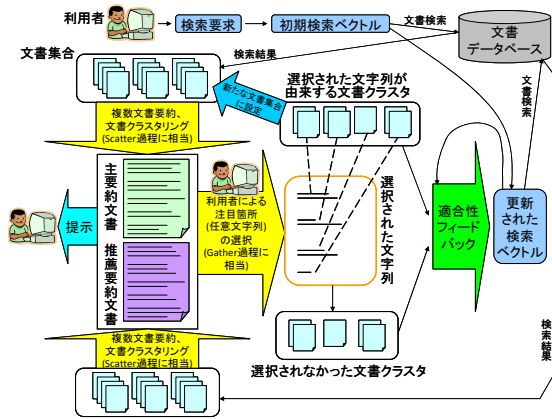 利用者
検索要求
初期検索ベクトル
文書検索
文書
データベース
検索結果
文書集合
新たな文書集合
に設定
選択された文字列が
由来する文書クラスタ
文書検索
複数文書要約、
文書クラスタリング
(Scatter過程に相当)
主要約文書
推薦要約文書
提示
利用者による
注目箇所
(任意文字列)
の選択
(Gather過程に
相当)
選択された文字列
適合性
フィード
バック
更新
された
検索
ベクトル
複数文書要約、
文書クラスタリング
(Scatter過程に相当)
選択されなかった文書クラスタ
検索結果